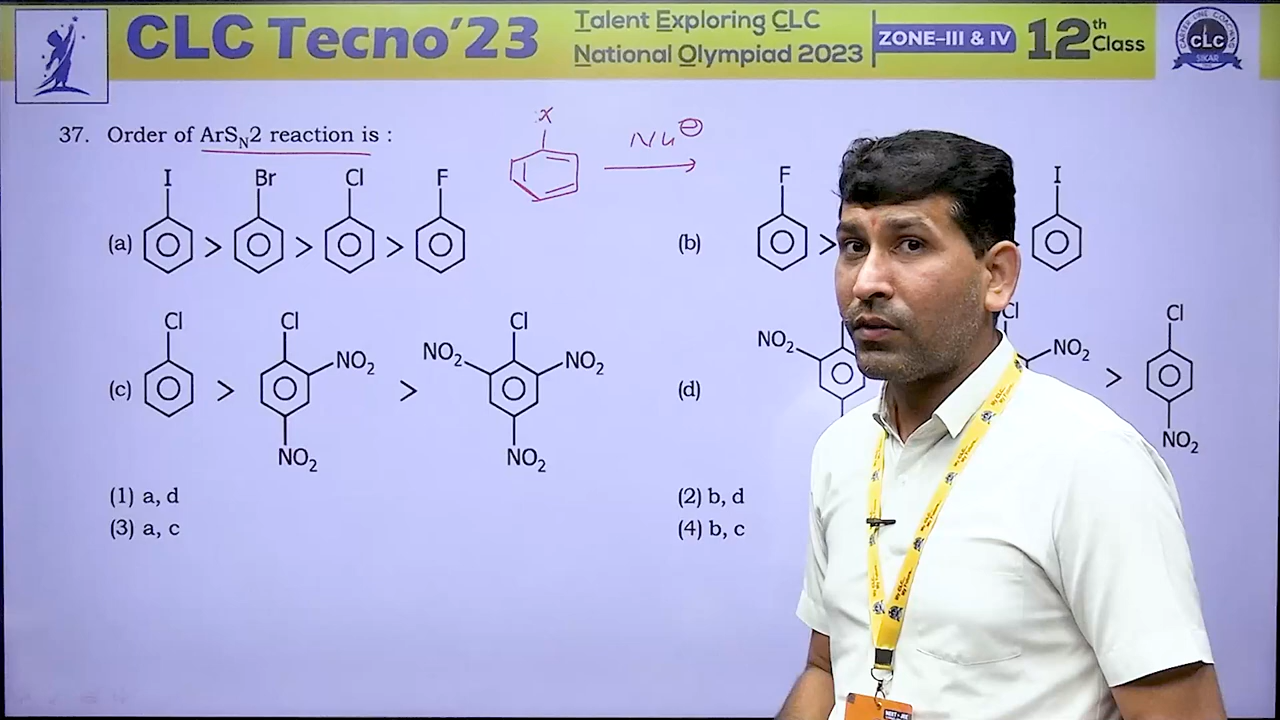 CLC Tecno'23
Talent Exploring CLC
National Olympiad 2023
ZONE–III & IV
12th Class
CLC
SIKAR
37. Order of ArSN2 reaction is :
x
Nu⊖
(a) I > Br > Cl > F
(b) F > I
(c) Cl > Cl NO2 NO2 > Cl NO2 NO2 NO2
(d) NO2 Cl NO2 > Cl NO2
(1) a, d
(2) b, d
(3) a, c
(4) b, c